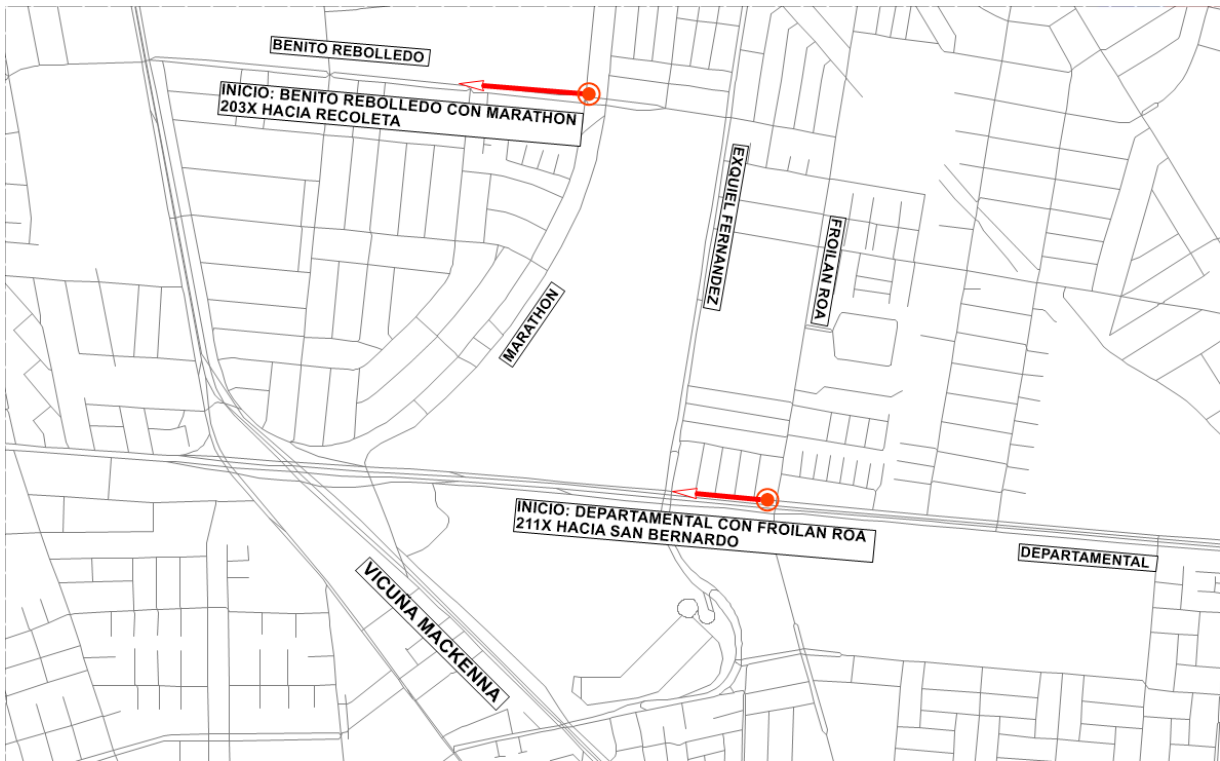 BENITO REBOLLEDO
INICIO: BENITO REBOLLEDO CON MARATHON
203X HACIA RECOLETA
EXQUIEL FERNANDEZ
FROILAN ROA
MARATHON
INICIO: DEPARTAMENTAL CON FROILAN ROA
211X HACIA SAN BERNARDO
DEPARTAMENTAL
VICUÑA MACKENNA